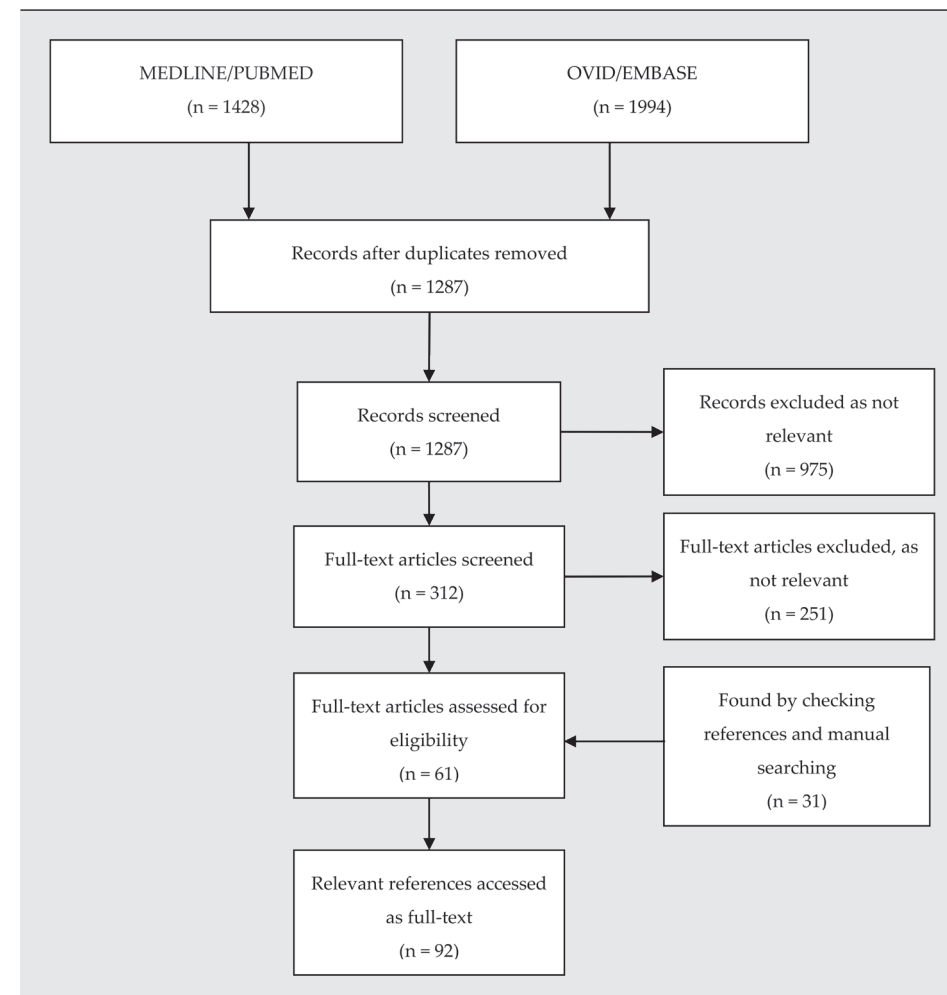 MEDLINE/PUBMED
(n = 1428)
OVID/EMBASE
(n = 1994)
Records after duplicates removed
(n = 1287)
Records screened
(n = 1287)
Records excluded as not
relevant
(n = 975)
Full-text articles screened
(n = 312)
Full-text articles excluded, as
not relevant
(n = 251)
Full-text articles assessed for
eligibility
(n = 61)
Found by checking
references and manual
searching
(n = 31)
Relevant references accessed
as full-text
(n = 92)